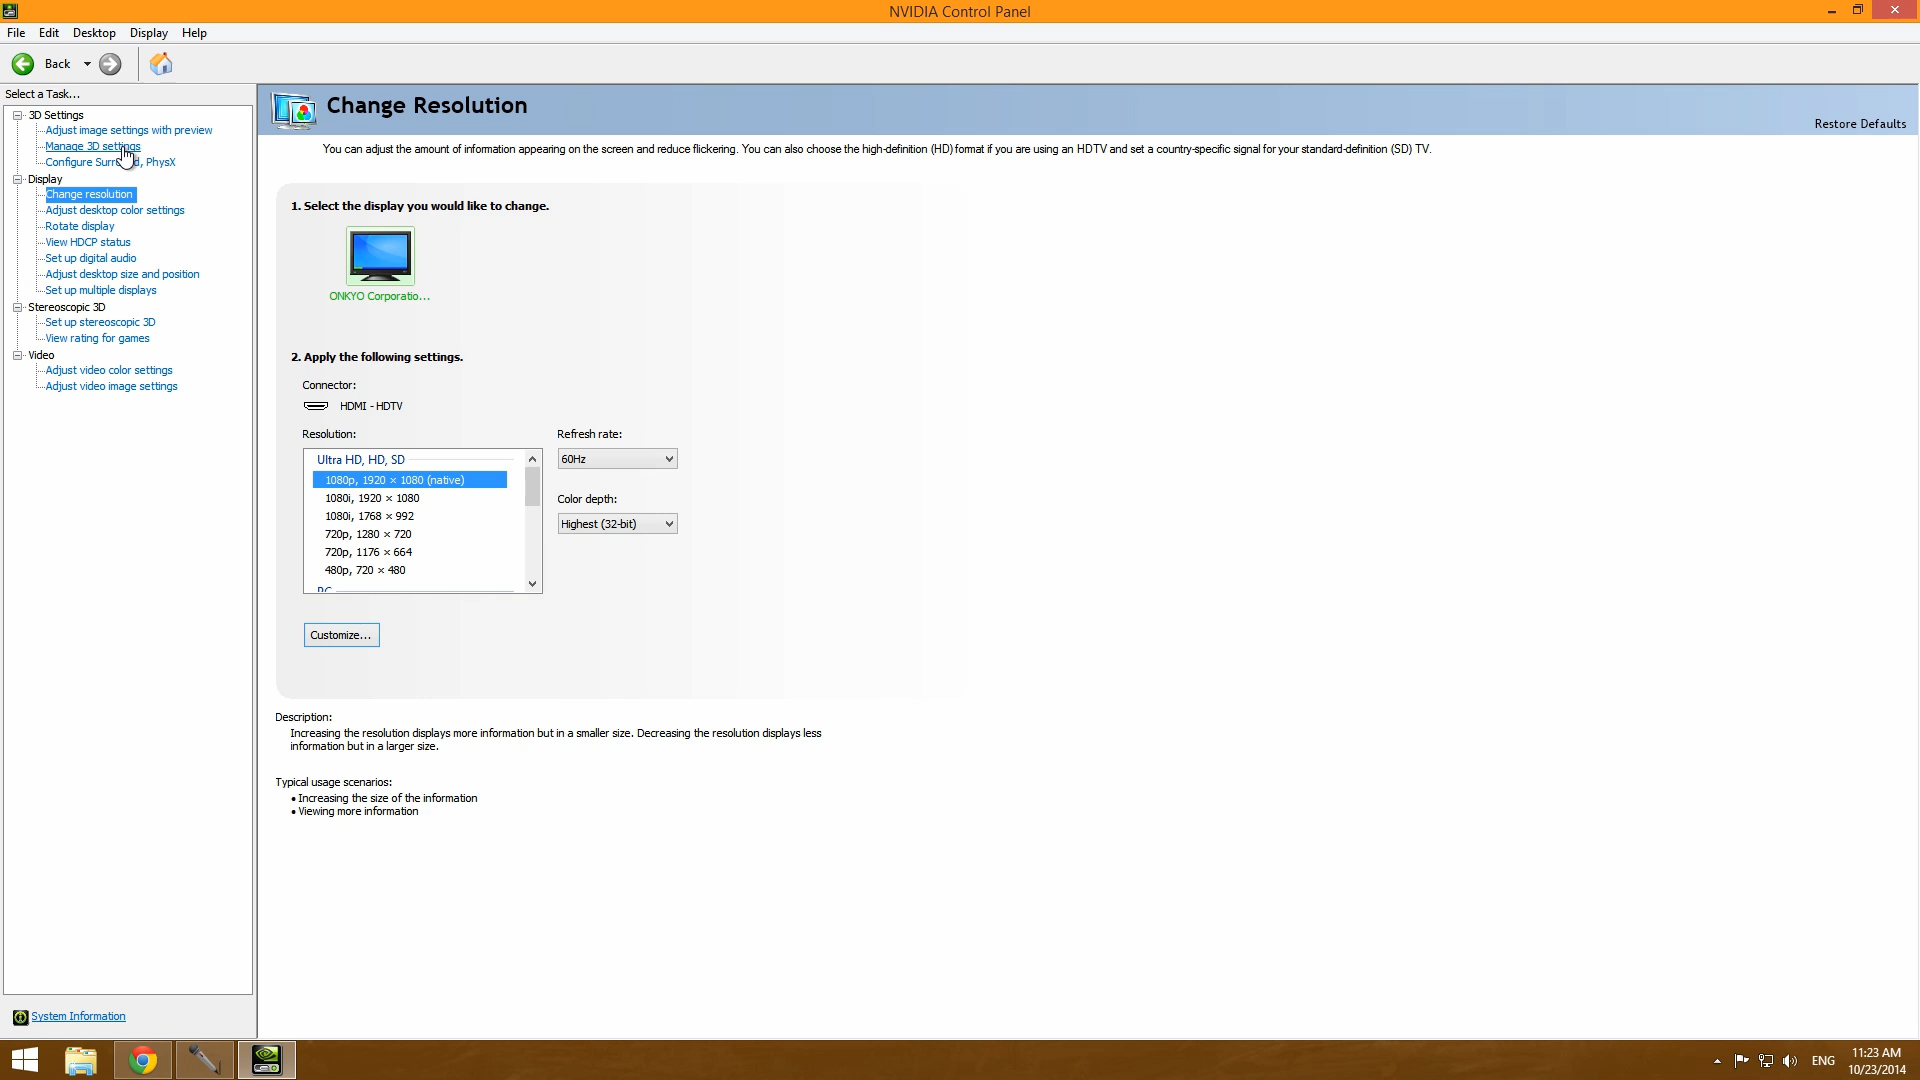 NVIDIA Control Panel
File Edit Desktop Display Help
Back
Select a Task...
3D Settings
Adjust image settings with preview
Manage 3D settings
Configure , PhysX
Display
Change resolution
Adjust desktop color settings
Rotate display
View HDCP status
Set up digital audio
Adjust desktop size and position
Set up multiple displays
Stereoscopic 3D
Set up stereoscopic 3D
View rating for games
Video
Adjust video color settings
Adjust video image settings
System Information
Change Resolution
Restore Defaults
You can adjust the amount of information appearing on the screen and reduce flickering. You can also choose the high-definition (HD) format if you are using an HDTV and set a country-specific signal for your standard-definition (SD) TV.
1. Select the display you would like to change.
ONKYO Corporatio...
2. Apply the following settings.
Connector:
HDMI - HDTV
Resolution:
Ultra HD, HD, SD
1080p, 1920 × 1080 (native)
1080i, 1920 × 1080
1080i, 1768 × 992
720p, 1280 × 720
720p, 1176 × 664
480p, 720 × 480
PC
Refresh rate:
60Hz
Color depth:
Highest (32-bit)
Customize...
Description:
Increasing the resolution displays more information but in a smaller size. Decreasing the resolution displays less
information but in a larger size.
Typical usage scenarios:
• Increasing the size of the information
• Viewing more information
ENG
11:23 AM
10/23/2014